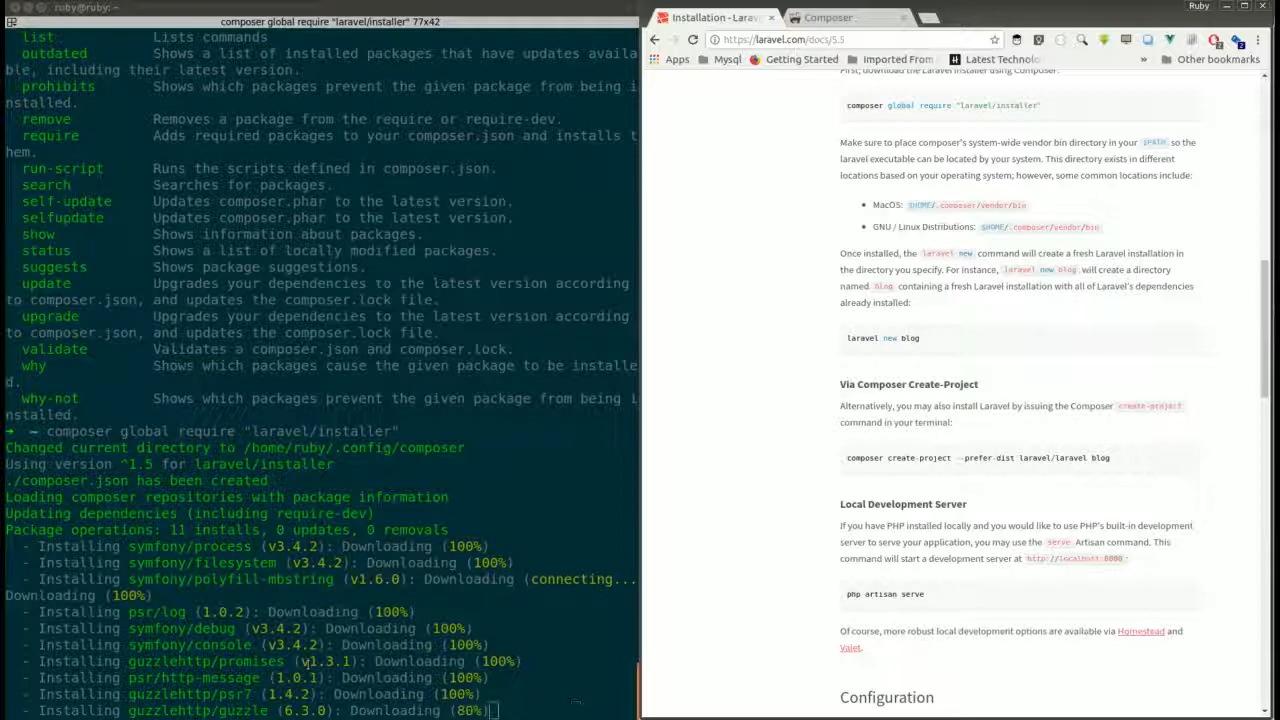 ruby@ruby: ~
composer global require "laravel/installer" 77x42
list Lists commands
outdated Shows a list of installed packages that have updates availa
ble, including their latest version.
prohibits Shows which packages prevent the given package from being i
nstalled.
remove Removes a package from the require or require-dev.
require Adds required packages to your composer.json and installs t
hem.
run-script Runs the scripts defined in composer.json.
search Searches for packages.
self-update Updates composer.phar to the latest version.
selfupdate Updates composer.phar to the latest version.
show Shows information about packages.
status Shows a list of locally modified packages.
suggests Shows package suggestions.
update Upgrades your dependencies to the latest version according
to composer.json, and updates the composer.lock file.
upgrade Upgrades your dependencies to the latest version according
to composer.json, and updates the composer.lock file.
validate Validates a composer.json and composer.lock.
why Shows which packages cause the given package to be installe
d.
why-not Shows which packages prevent the given package from being i
nstalled.
➜ ~ composer global require "laravel/installer"
Changed current directory to /home/ruby/.config/composer
Using version ^1.5 for laravel/installer
./composer.json has been created
Loading composer repositories with package information
Updating dependencies (including require-dev)
Package operations: 11 installs, 0 updates, 0 removals
- Installing symfony/process (v3.4.2): Downloading (100%)
- Installing symfony/filesystem (v3.4.2): Downloading (100%)
- Installing symfony/polyfill-mbstring (v1.6.0): Downloading (connecting...
Downloading (100%)
- Installing psr/log (1.0.2): Downloading (100%)
- Installing symfony/debug (v3.4.2): Downloading (100%)
- Installing symfony/console (v3.4.2): Downloading (100%)
- Installing guzzlehttp/promises (v1.3.1): Downloading (100%)
- Installing psr/http-message (1.0.1): Downloading (100%)
- Installing guzzlehttp/psr7 (1.4.2): Downloading (100%)
- Installing guzzlehttp/guzzle (6.3.0): Downloading (80%)
Ruby
Installation - Larav
Composer
https://laravel.com/docs/5.5
Apps Mysql Getting Started Imported From Latest Technolo » Other bookmarks
First, download the Laravel installer using Composer:
composer global require "laravel/installer"
Make sure to place composer's system-wide vendor bin directory in your $PATH so the
laravel executable can be located by your system. This directory exists in different
locations based on your operating system; however, some common locations include:
MacOS: $HOME/.composer/vendor/bin
GNU / Linux Distributions: $HOME/.composer/vendor/bin
Once installed, the laravel new command will create a fresh Laravel installation in
the directory you specify. For instance, laravel new blog will create a directory
named blog containing a fresh Laravel installation with all of Laravel's dependencies
already installed:
laravel new blog
Via Composer Create-Project
Alternatively, you may also install Laravel by issuing the Composer create-project
command in your terminal:
composer create-project --prefer-dist laravel/laravel blog
Local Development Server
If you have PHP installed locally and you would like to use PHP's built-in development
server to serve your application, you may use the serve Artisan command. This
command will start a development server at http://localhost:8000:
php artisan serve
Of course, more robust local development options are available via Homestead and
Valet.
Configuration